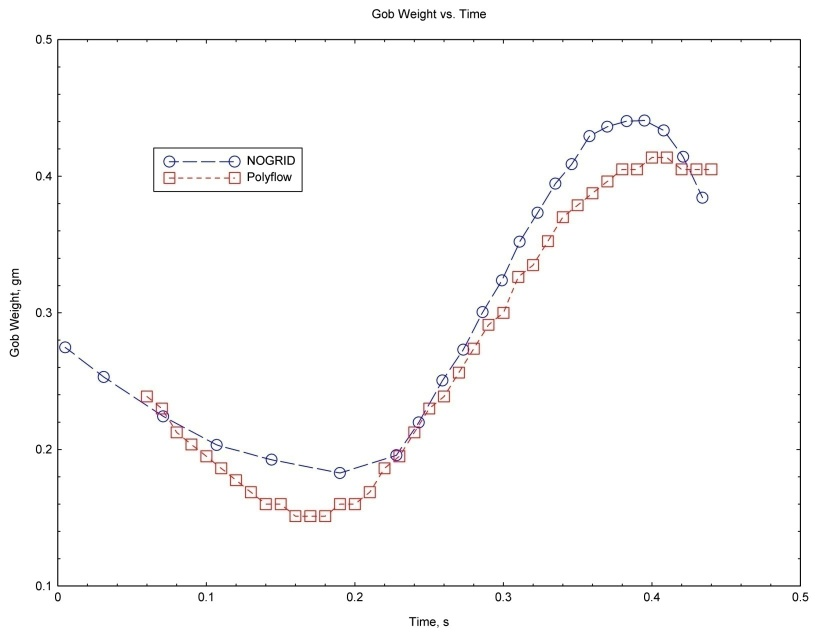 Gob Weight vs. Time
0.5
0.4
0.3
0.2
0.1
Gob Weight, gm
NOGRID
Polyflow
0
0.1
0.2
0.3
0.4
0.5
Time, s